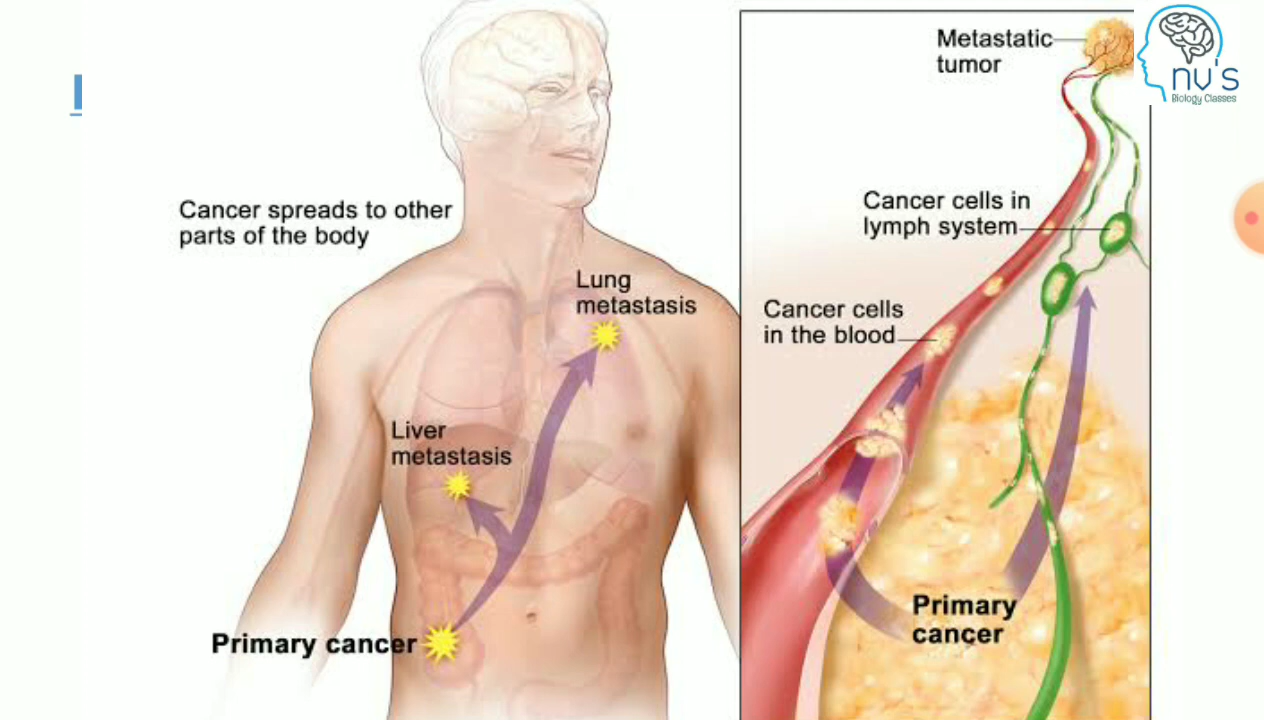 Cancer spreads to other
parts of the body
Lung
metastasis
Liver
metastasis
Primary cancer
Metastatic
tumor
Cancer cells in
lymph system
Cancer cells
in the blood
Primary
cancer
nv's
Biology Classes